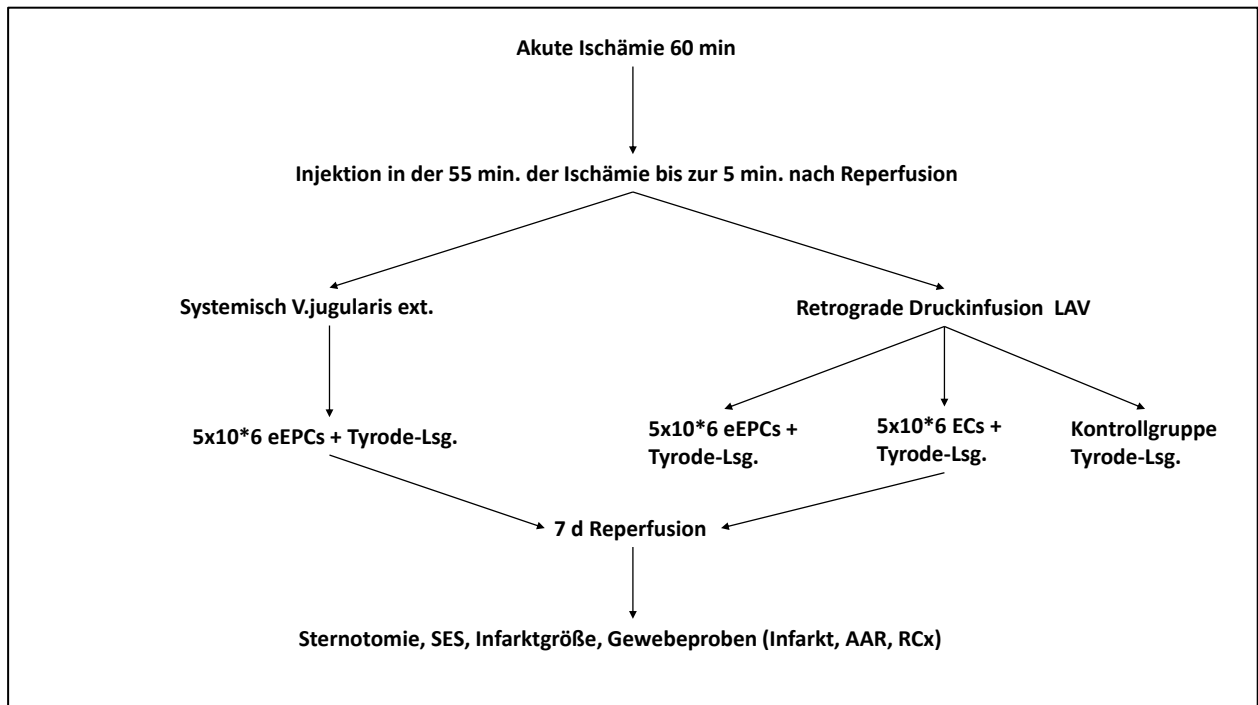 Akute Ischämie 60 min
Injektion in der 55 min. der Ischämie bis zur 5 min. nach Reperfusion
Systemisch V.jugularis ext.
Retrograde Druckinfusion  LAV
5x10*6 eEPCs + Tyrode-Lsg.
5x10*6 eEPCs +
Tyrode-Lsg.
5x10*6 ECs +
Tyrode-Lsg.
Kontrollgruppe
Tyrode-Lsg.
7 d Reperfusion
Sternotomie, SES, Infarktgröße, Gewebeproben (Infarkt, AAR, RCx)